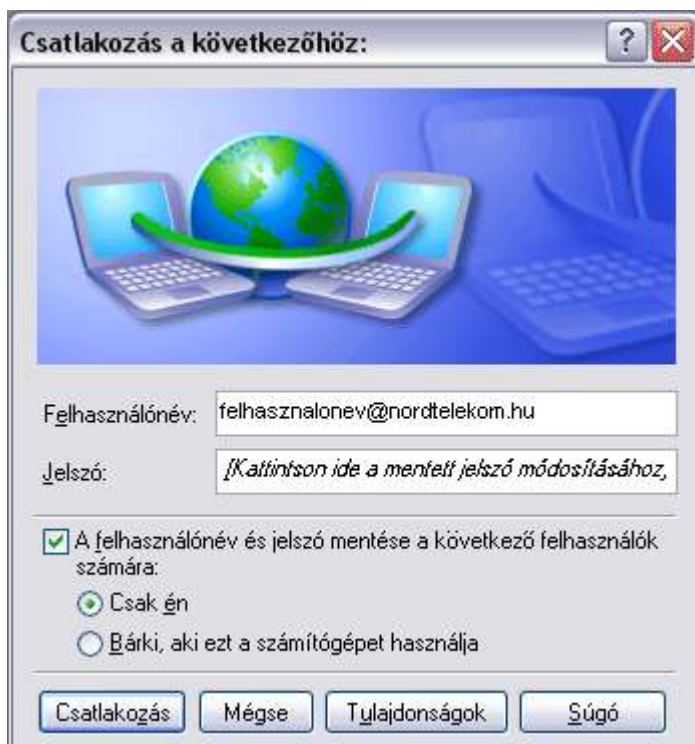 Csatlakozás a következőhöz:
Felhasználónév:
felhasznalonev@nordtelekom.hu
Jelszó:
[Kattintson ide a mentett jelszó módosításához,
A felhasználónév és jelszó mentése a következő felhasználók
számára:
Csak én
Bárki, aki ezt a számítógépet használja
Csatlakozás Mégse Tulajdonságok Súgó